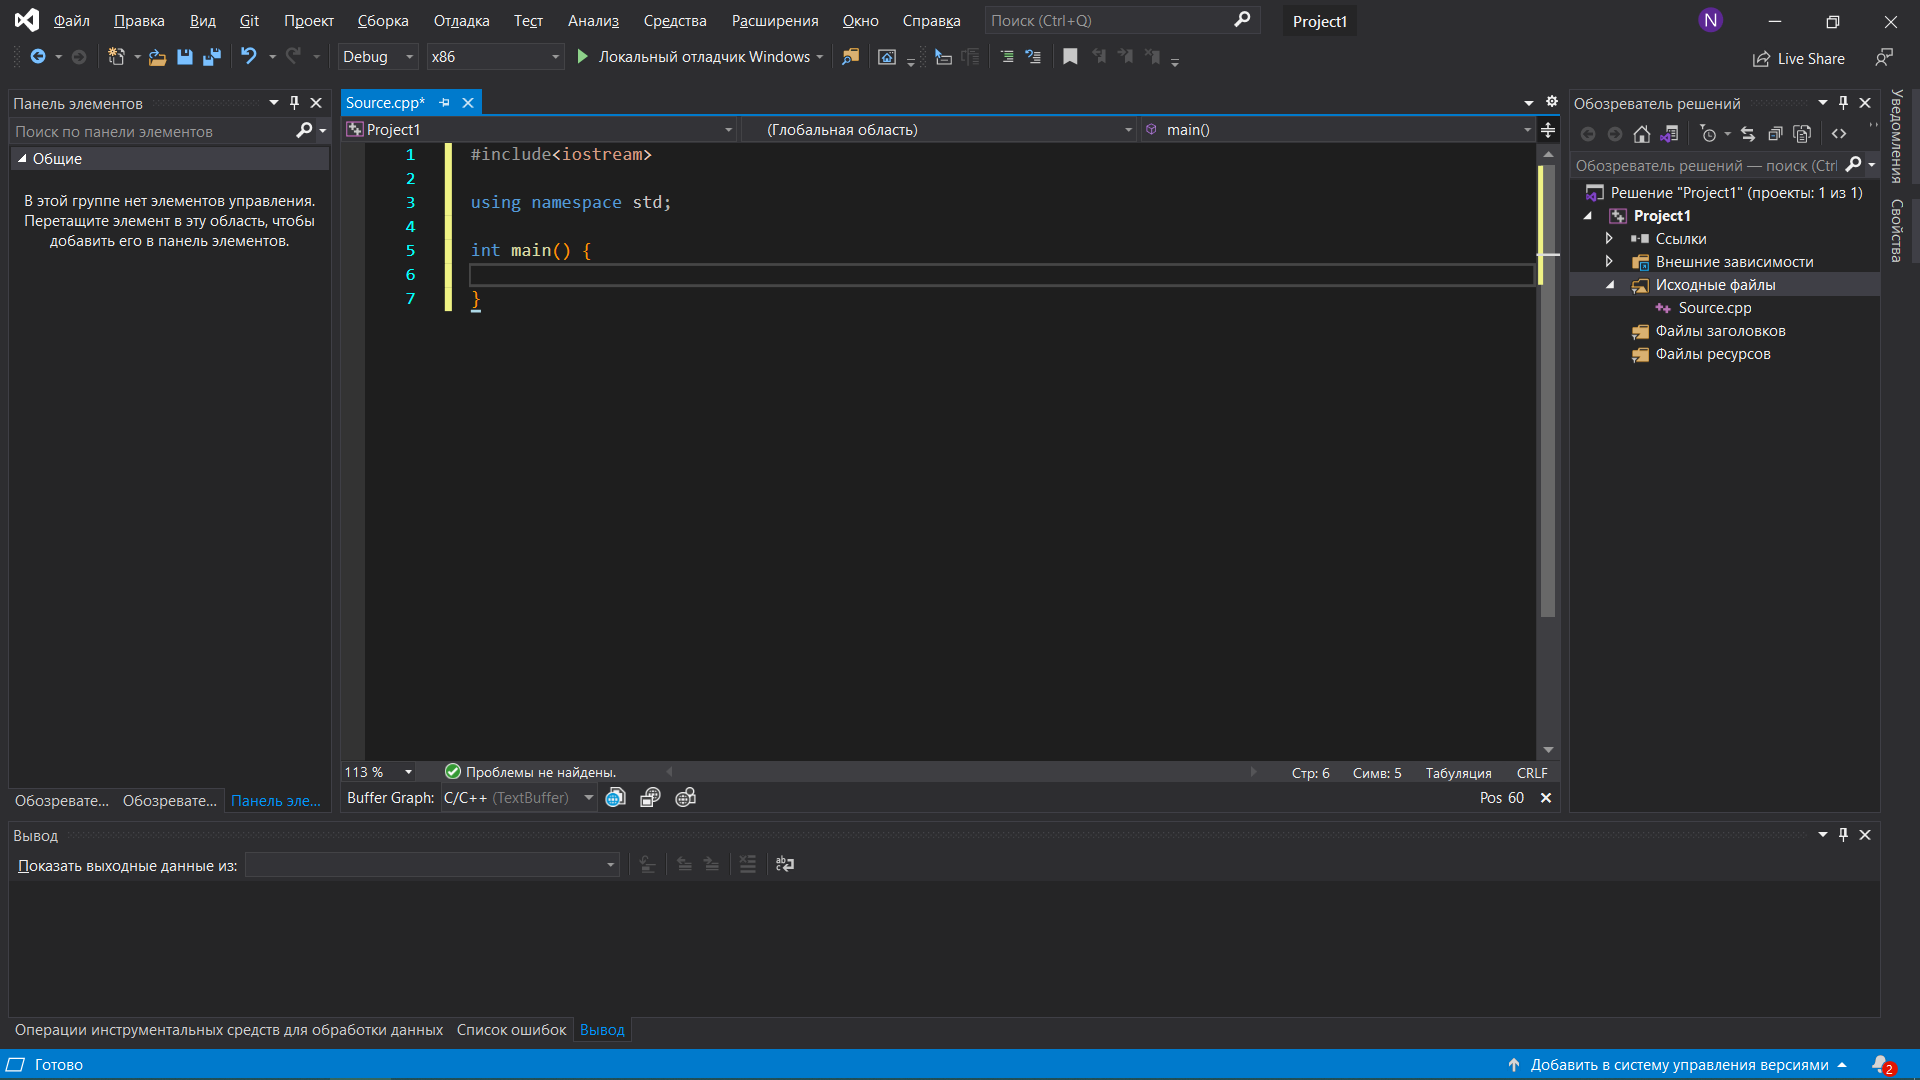 Файл Правка Вид Git Проект Сборка Отладка Тест Анализ Средства Расширения Окно Справка Поиск (Ctrl+Q) Project1 N
Debug x86 Локальный отладчик Windows Live Share
Панель элементов
Поиск по панели элементов
Общие
В этой группе нет элементов управления.
Перетащите элемент в эту область, чтобы
добавить его в панель элементов.
Обозревате... Обозревате... Панель эле...
Source.cpp*
Project1 (Глобальная область) main()
1 #include<iostream>
2
3 using namespace std;
4
5 int main() {
6
7 }
113 % Проблемы не найдены. Стр: 6 Симв: 5 Табуляция CRLF
Buffer Graph: C/C++ (TextBuffer) Pos 60
Обозреватель решений
Обозреватель решений — поиск (Ctrl
Решение "Project1" (проекты: 1 из 1)
Project1
Ссылки
Внешние зависимости
Исходные файлы
Source.cpp
Файлы заголовков
Файлы ресурсов
Уведомления
Свойства
Вывод
Показать выходные данные из:
Операции инструментальных средств для обработки данных Список ошибок Вывод
Готово Добавить в систему управления версиями 2